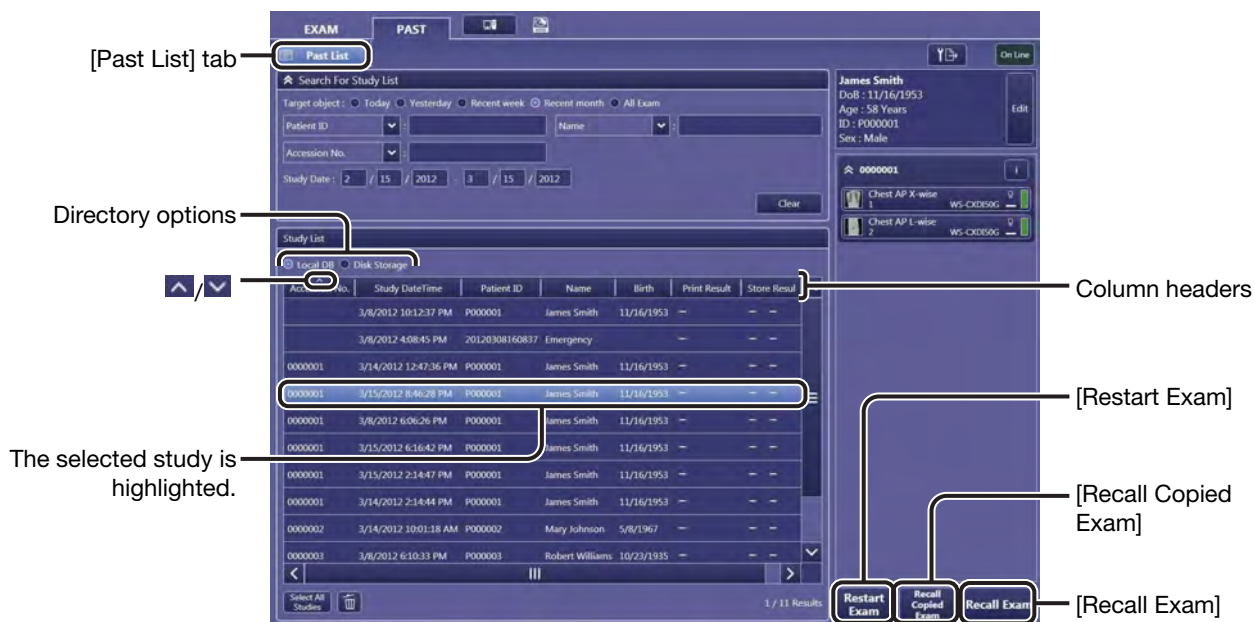 EXAM PAST
[Past List] tab
Past List
On Line
Search For Study List
Target object : Today Yesterday Recent week Recent month All Exam
Patient ID : Name :
Accession No. :
Study Date : 2 / 15 / 2012 - 3 / 15 / 2012
Clear
James Smith
DoB : 11/16/1953
Age : 58 Years
ID : P000001
Sex : Male
Edit
0000001 i
Chest AP X-wise
1 WS-CXDI50G
Chest AP L-wise
2 WS-CXDI50G
Directory options
Study List
Local DB Disk Storage
/
No. Study DateTime Patient ID Name Birth Print Result Store Resul
Column headers
3/8/2012 10:12:37 PM P000001 James Smith 11/16/1953 - - -
3/8/2012 4:08:45 PM 20120308160837 Emergency - - -
0000001 3/14/2012 12:47:36 PM P000001 James Smith 11/16/1953 - - -
0000001 3/15/2012 8:46:28 PM P000001 James Smith 11/16/1953 - - -
0000001 3/8/2012 6:06:26 PM P000001 James Smith 11/16/1953 - - -
0000001 3/15/2012 6:16:42 PM P000001 James Smith 11/16/1953 - - -
0000001 3/15/2012 2:14:47 PM P000001 James Smith 11/16/1953 - - -
0000001 3/14/2012 2:14:44 PM P000001 James Smith 11/16/1953 - - -
0000002 3/14/2012 10:01:18 AM P000002 Mary Johnson 5/8/1967 - - -
0000003 3/8/2012 6:10:33 PM P000003 Robert Williams 10/23/1935 - - -
The selected study is
highlighted.
[Restart Exam]
[Recall Copied
Exam]
[Recall Exam]
Select All
Studies
1 / 11 Results
Restart
Exam
Recall
Copied
Exam
Recall Exam